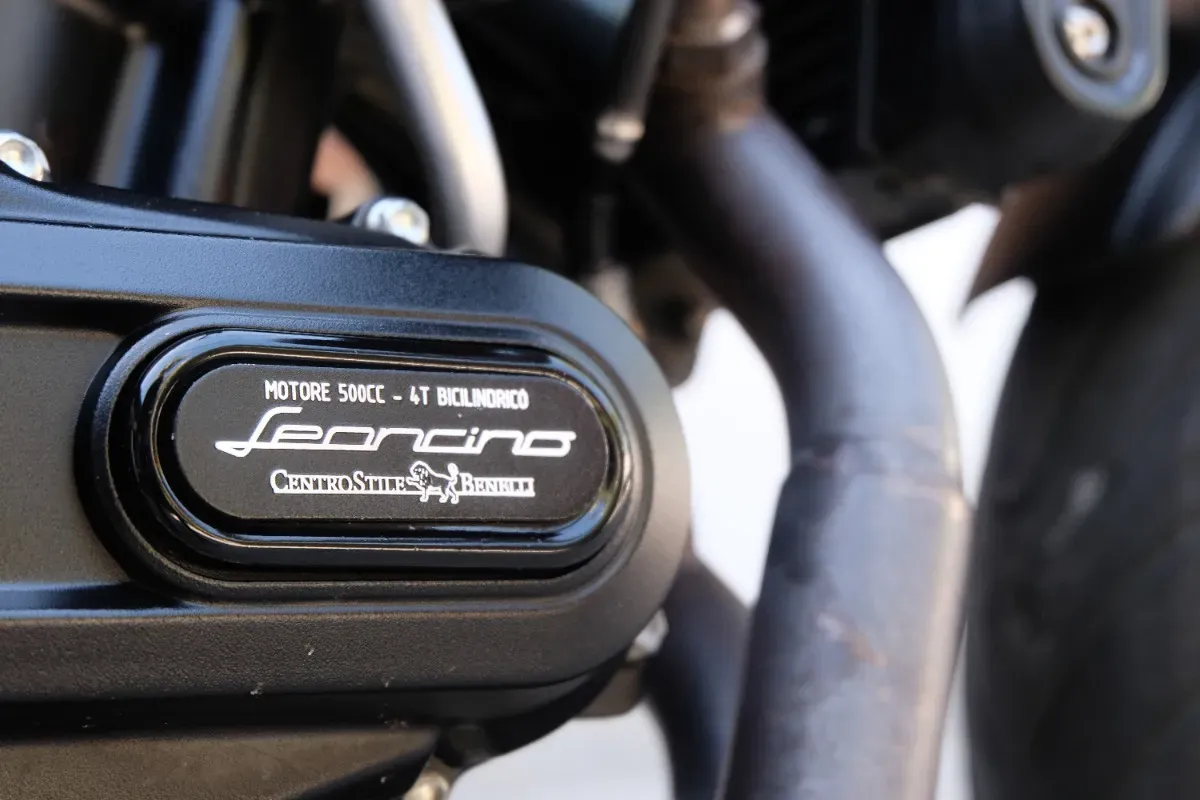 MOTORE 500CC - 4T BICILINDRICO
Leoncino
CENTROSTILE BENELLI